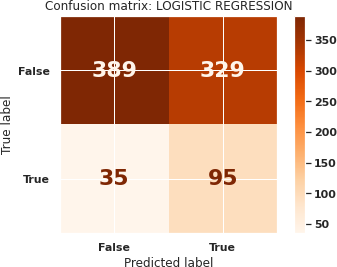 Confusion matrix: LOGISTIC REGRESSION
True label
False
389
329
True
35
95
False
True
Predicted label
350
300
250
200
150
100
50